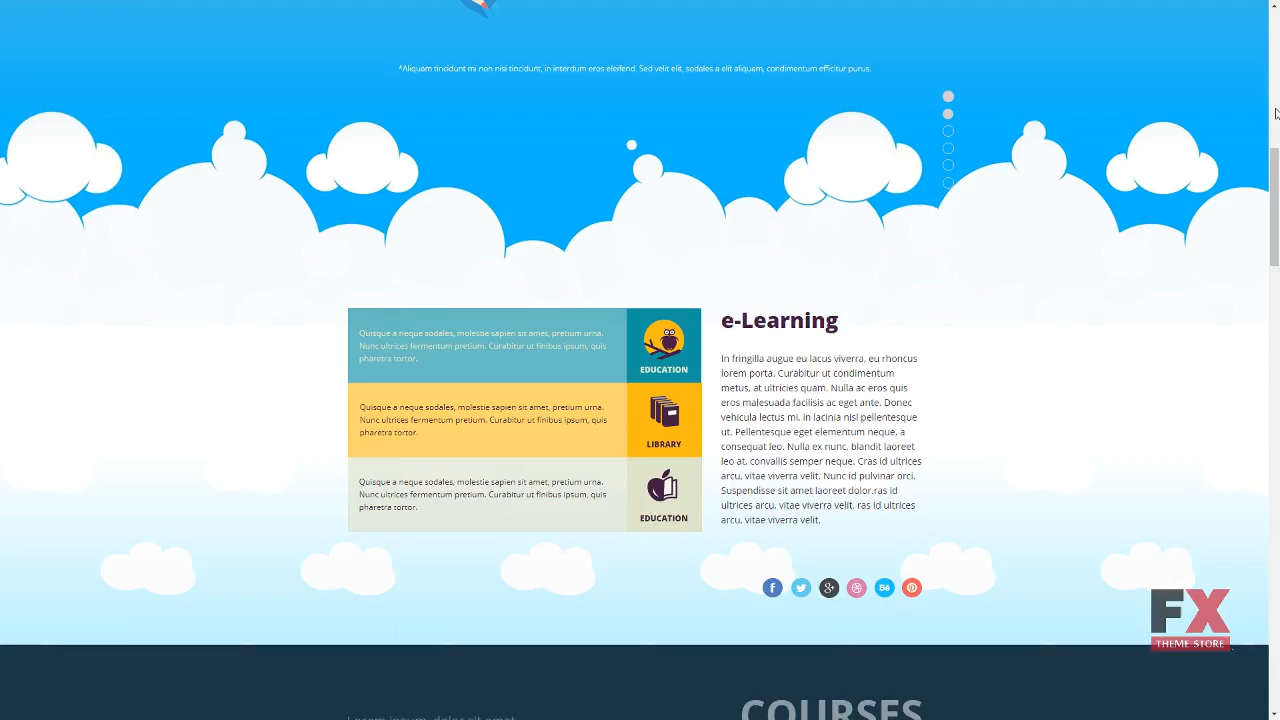 *Aliquam tincidunt mi non nisi tincidunt, in interdum eros eleifend. Sed velit elit, sodales a elit aliquam, condimentum efficitur purus.
Quisque a neque sodales, molestie sapien sit amet, pretium urna.
Nunc ultrices fermentum pretium. Curabitur ut finibus ipsum, quis
pharetra tortor.
EDUCATION
Quisque a neque sodales, molestie sapien sit amet, pretium urna.
Nunc ultrices fermentum pretium. Curabitur ut finibus ipsum, quis
pharetra tortor.
LIBRARY
Quisque a neque sodales, molestie sapien sit amet, pretium urna.
Nunc ultrices fermentum pretium. Curabitur ut finibus ipsum, quis
pharetra tortor.
EDUCATION
e-Learning
In fringilla augue eu lacus viverra, eu rhoncus
lorem porta. Curabitur ut condimentum
metus, at ultricies quam. Nulla ac eros quis
eros malesuada facilisis ac eget ante. Donec
vehicula lectus mi, in lacinia nisl pellentesque
ut. Pellentesque eget elementum neque, a
consequat leo. Nulla ex nunc, blandit laoreet
leo at, convallis semper neque. Cras id ultrices
arcu, vitae viverra velit. Nunc id pulvinar orci.
Suspendisse sit amet laoreet dolor.ras id
ultrices arcu, vitae viverra velit. ras id ultrices
arcu, vitae viverra velit.
f g+ Bē
FX
THEME STORE
Lorem ipsum, dolor sit amet
COURSES